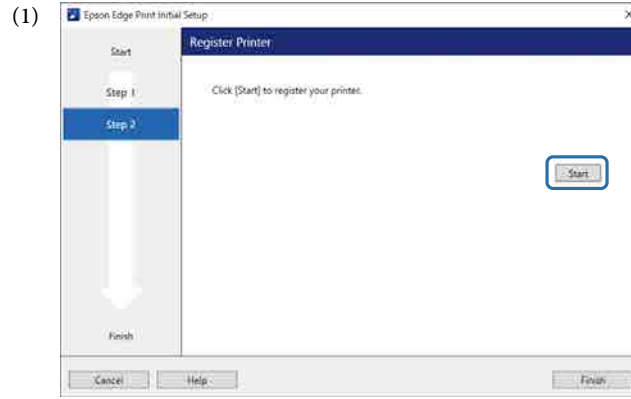 (1)
Epson Edge Print Initial Setup
Register Printer
Start
Step 1
Step 2
Finish
Click [Start] to register your printer.
Start
Cancel
Help
Finish